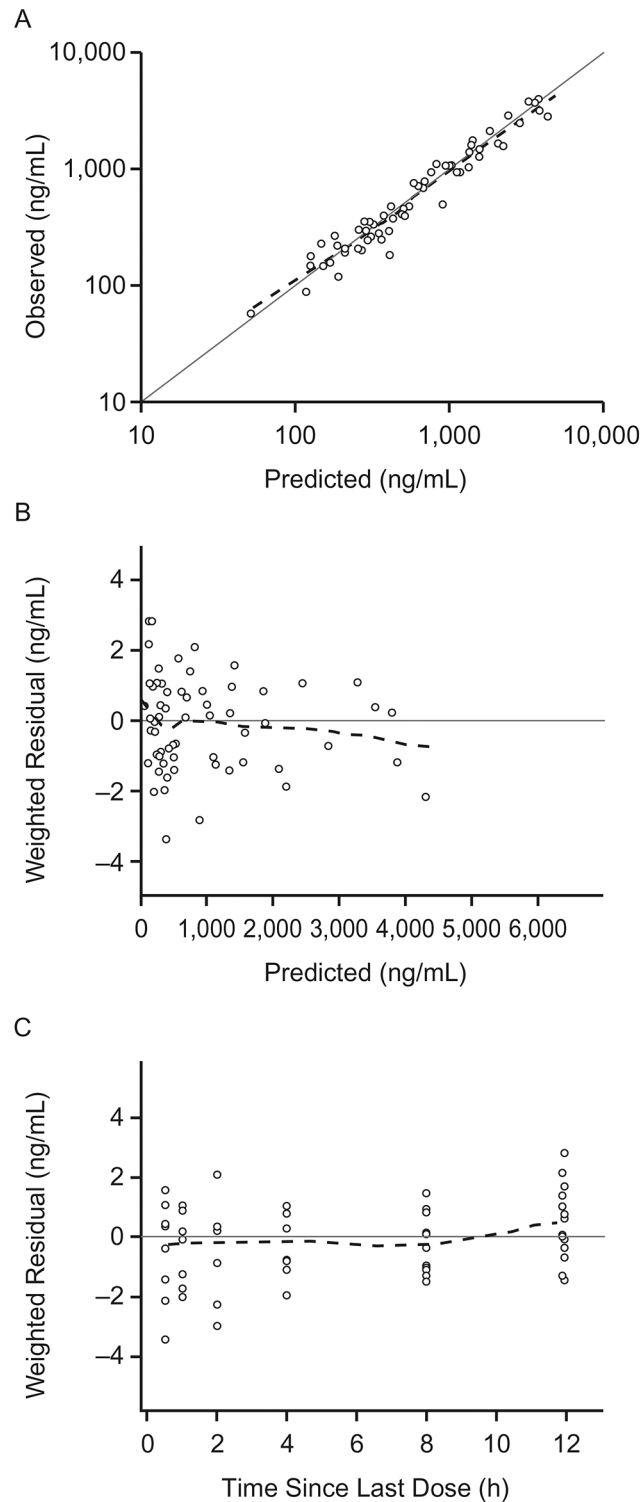 A
10,000
1,000
100
10
Observed (ng/mL)
10 100 1,000 10,000
Predicted (ng/mL)
B
4
2
0
–2
–4
Weighted Residual (ng/mL)
0 1,000 2,000 3,000 4,000 5,000 6,000
Predicted (ng/mL)
C
4
2
0
–2
–4
Weighted Residual (ng/mL)
0 2 4 6 8 10 12
Time Since Last Dose (h)